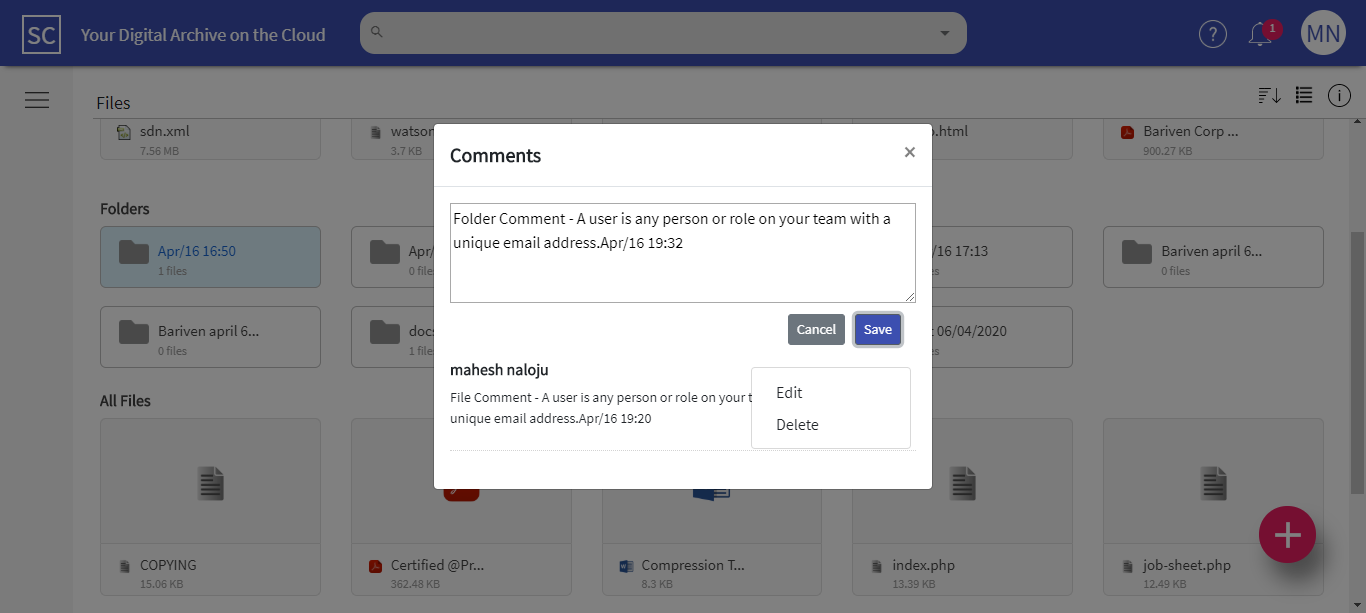 SC
Your Digital Archive on the Cloud
?
1
MN
Files
i
sdn.xml
7.56 MB
3.7 KB
.html
Bariven Corp ...
900.27 KB
Folders
Apr/16 16:50
1 files
Apr/
0 file
/16 17:13
Bariven april 6...
0 files
Bariven april 6...
0 files
1 file
06/04/2020
Comments
×
Folder Comment - A user is any person or role on your team with a
unique email address.Apr/16 19:32
Cancel
Save
mahesh naloju
File Comment - A user is any person or role on your
unique email address.Apr/16 19:20
Edit
Delete
All Files
COPYING
15.06 KB
Certified @Pr...
362.48 KB
Compression T...
8.3 KB
index.php
13.39 KB
job-sheet.php
12.49 KB